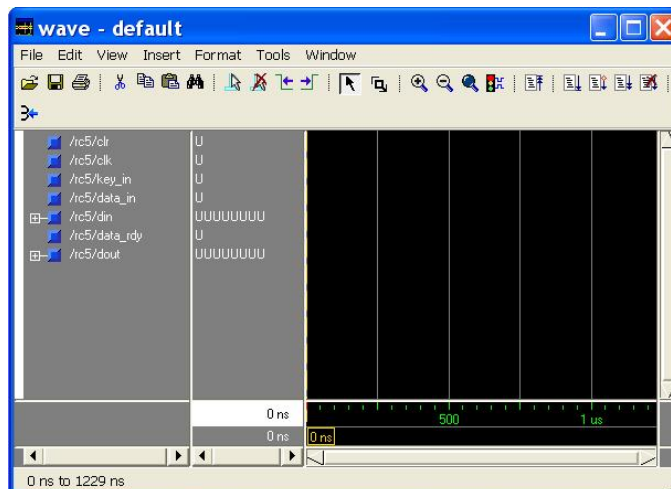 wave - default
File Edit View Insert Format Tools Window
/rc5/clr U
/rc5/clk U
/rc5/key_in U
/rc5/data_in U
/rc5/din UUUUUUUU
/rc5/data_rdy U
/rc5/dout UUUUUUUU
0 ns 500 1 us
0 ns 0 ns
0 ns to 1229 ns